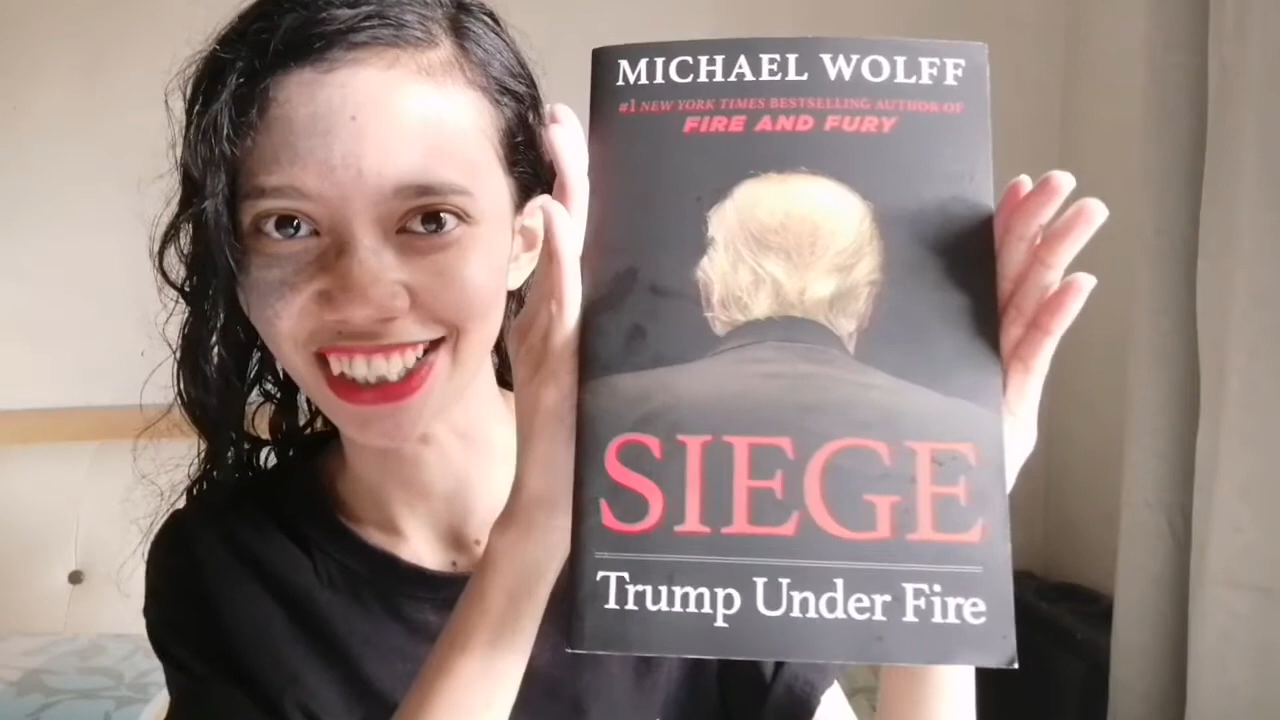 MICHAEL WOLFF
#1 NEW YORK TIMES BESTSELLING AUTHOR OF
FIRE AND FURY
SIEGE
Trump Under Fire